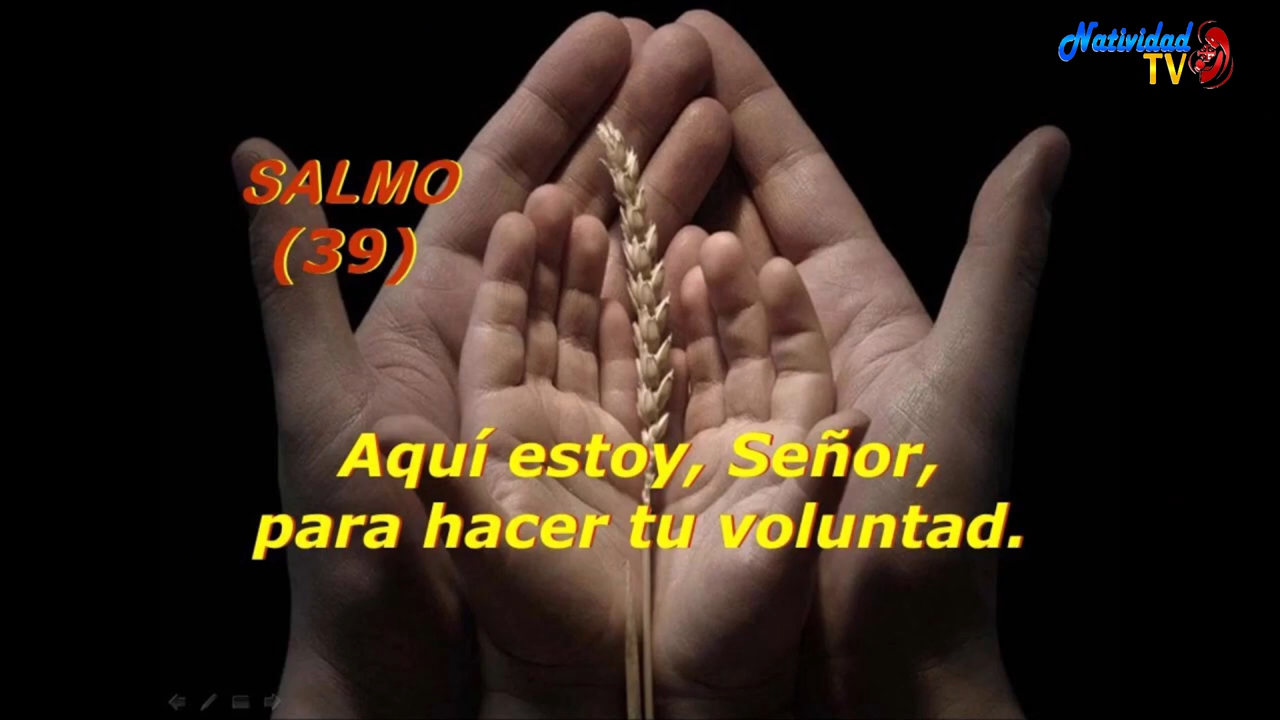 Natividad
TV
SALMO
(39)
Aquí estoy, Señor,
para hacer tu voluntad.